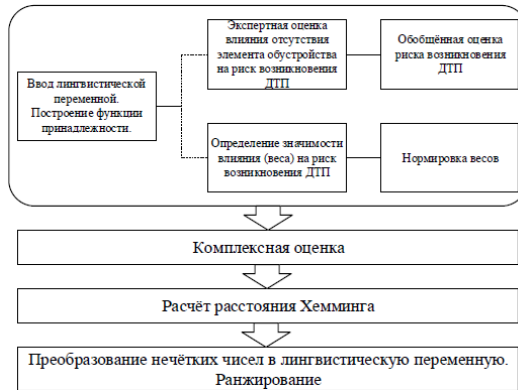 Экспертная оценка
влияния отсутствия
элемента обустройства
на риск возникновения
ДТП
Обобщённая оценка
риска возникновения
ДТП
Ввод лингвистической
переменной.
Построение функции
принадлежности.
Определение значимости
влияния (веса) на риск
возникновения ДТП
Нормировка весов
Комплексная оценка
Расчёт расстояния Хемминга
Преобразование нечётких чисел в лингвистическую переменную.
Ранжирование